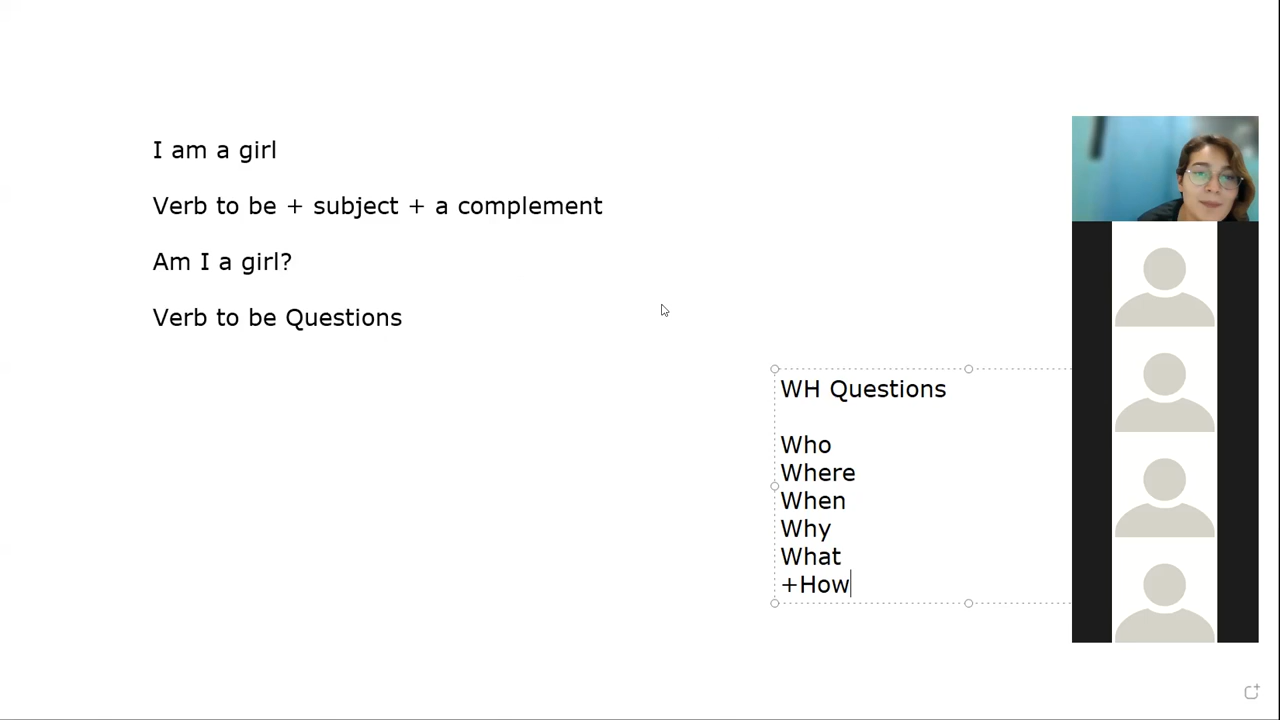 I am a girl
Verb to be + subject + a complement
Am I a girl?
Verb to be Questions
WH Questions
Who
Where
When
Why
What
+How